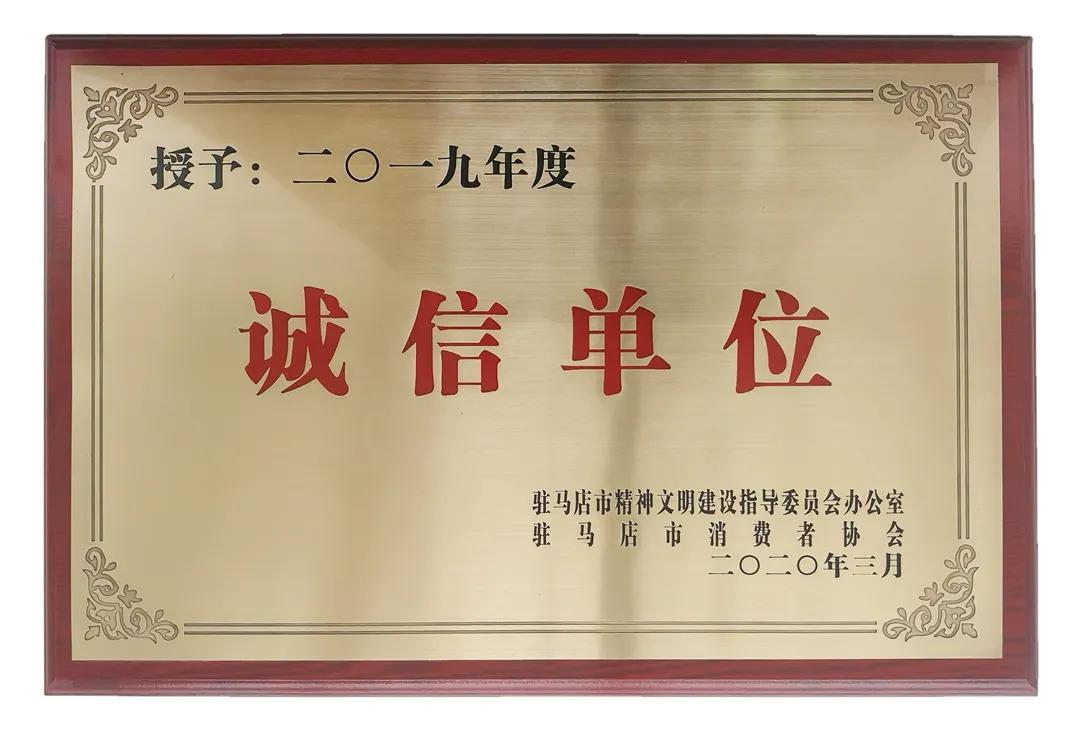 授予：二〇一九年度
诚信单位
驻马店市精神文明建设指导委员会办公室
驻马店市消费者协会
二〇二〇年三月